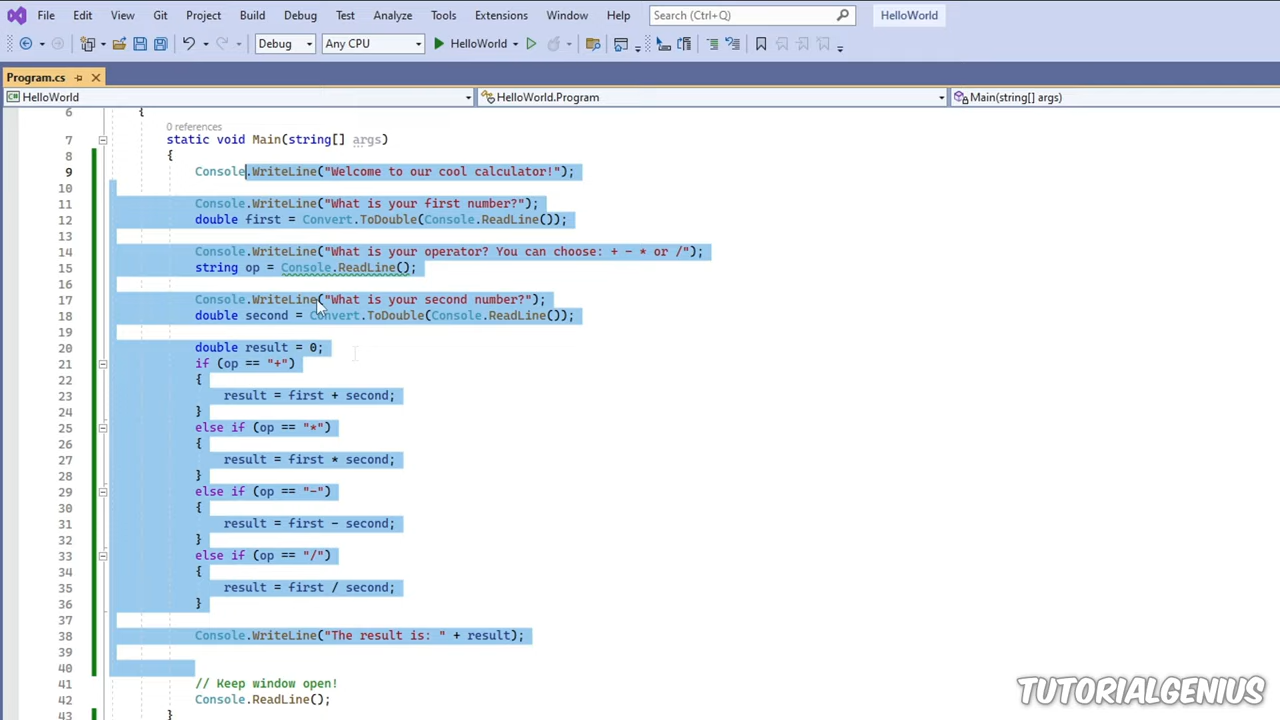 File Edit View Git Project Build Debug Test Analyze Tools Extensions Window Help Search (Ctrl+Q) HelloWorld
Debug Any CPU HelloWorld
Program.cs
HelloWorld HelloWorld.Program Main(string[] args)
6 {
0 references
7 static void Main(string[] args)
8 {
9 Console.WriteLine("Welcome to our cool calculator!");
10
11 Console.WriteLine("What is your first number?");
12 double first = Convert.ToDouble(Console.ReadLine());
13
14 Console.WriteLine("What is your operator? You can choose: + - * or /");
15 string op = Console.ReadLine();
16
17 Console.WriteLine("What is your second number?");
18 double second = Convert.ToDouble(Console.ReadLine());
19
20 double result = 0;
21 if (op == "+")
22 {
23 result = first + second;
24 }
25 else if (op == "*")
26 {
27 result = first * second;
28 }
29 else if (op == "-")
30 {
31 result = first - second;
32 }
33 else if (op == "/")
34 {
35 result = first / second;
36 }
37
38 Console.WriteLine("The result is: " + result);
39
40
41 // Keep window open!
42 Console.ReadLine();
43 }
TUTORIALGENIUS